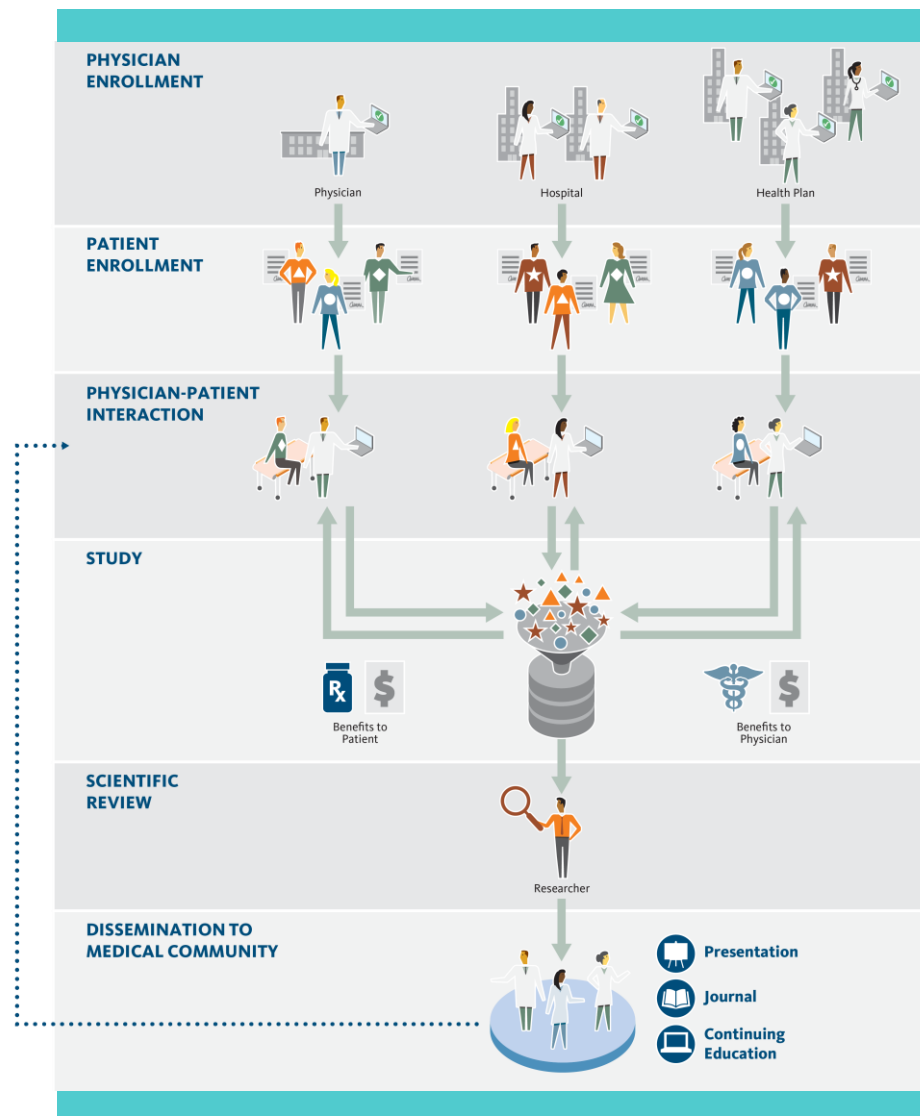 PHYSICIAN
ENROLLMENT
Physician
Hospital
Health Plan
PATIENT
ENROLLMENT
PHYSICIAN-PATIENT
INTERACTION
STUDY
Rx
$
Benefits to
Patient
$
Benefits to
Physician
SCIENTIFIC
REVIEW
Researcher
DISSEMINATION TO
MEDICAL COMMUNITY
Presentation
Journal
Continuing
Education